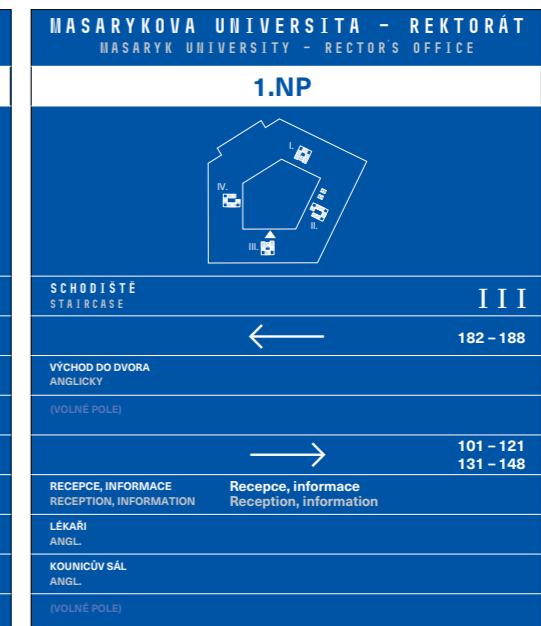 MASARYKOVA UNIVERSITA – REKTORÁT
MASARYK UNIVERSITY – RECTOR'S OFFICE
1.NP
I.
IV.
II.
III.
SCHODIŠTĚ
STAIRCASE
III
182 – 188
VÝCHOD DO DVORA
ANGLICKY
(VOLNÉ POLE)
101 – 121
131 – 148
RECEPCE, INFORMACE
RECEPTION, INFORMATION
Recepce, informace
Reception, information
LÉKAŘI
ANGL.
KOUNICŮV SÁL
ANGL.
(VOLNÉ POLE)